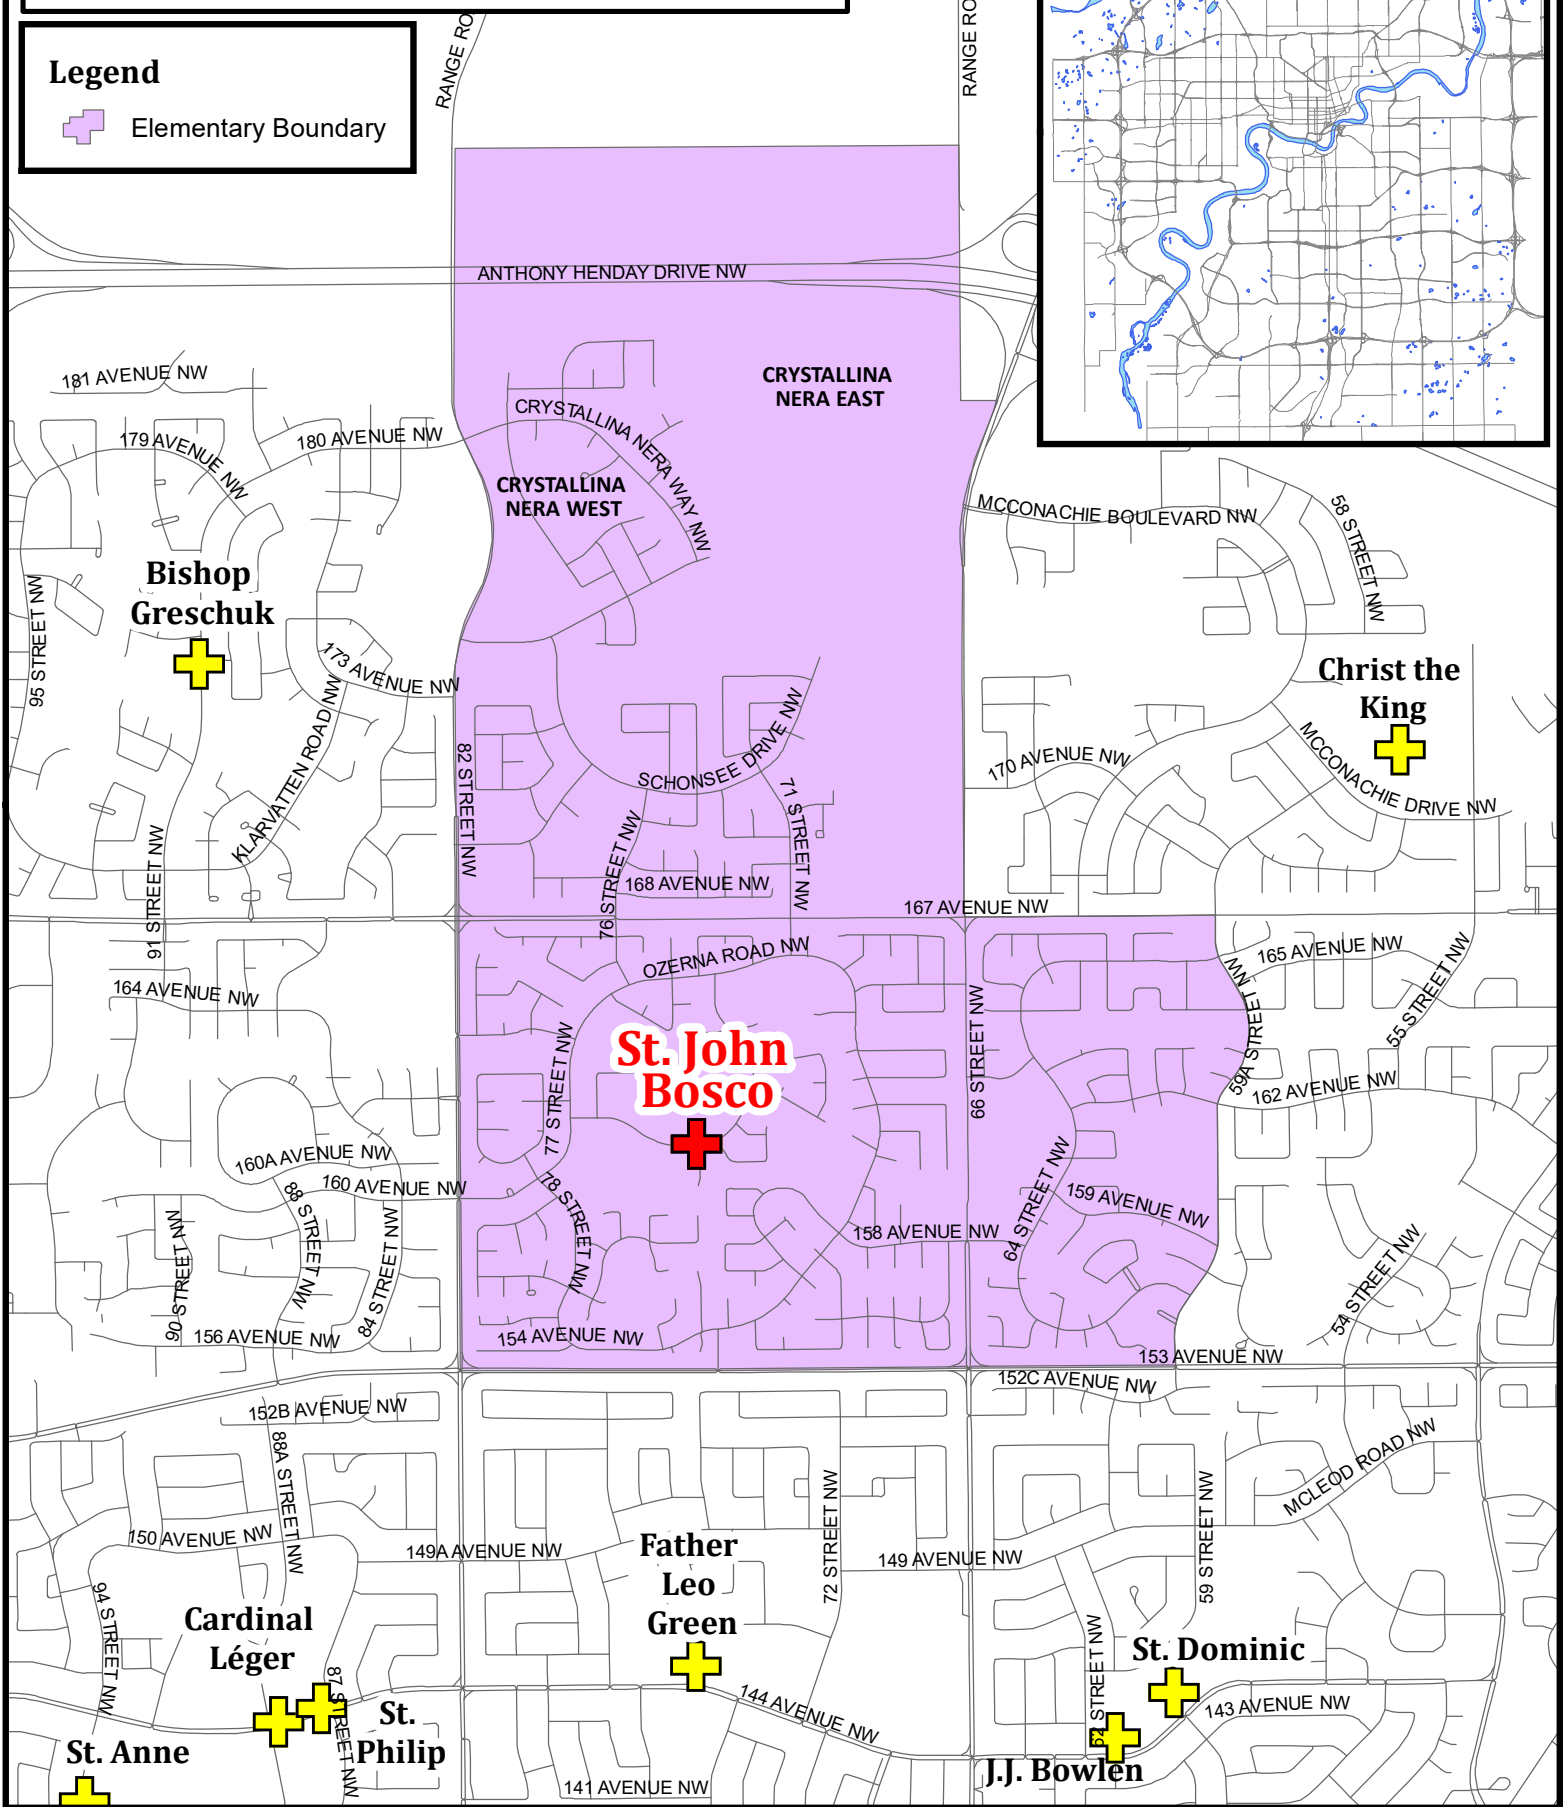 RANGE RO
RANGE RO
Legend
Elementary Boundary
ANTHONY HENDAY DRIVE NW
181 AVENUE NW
CRYSTALLINA
NERA EAST
CRYSTALLINA NERA WAY NW
179 AVENUE NW
180 AVENUE NW
CRYSTALLINA
NERA WEST
MCCONACHIE BOULEVARD NW
58 STREET NW
Bishop
Greschuk
95 STREET NW
173 AVENUE NW
Christ the
King
KLARVATTEN ROAD NW
82 STREET NW
SCHONSEE DRIVE NW
170 AVENUE NW
MCCONACHIE DRIVE NW
71 STREET NW
76 STREET NW
91 STREET NW
168 AVENUE NW
167 AVENUE NW
OZERNA ROAD NW
165 AVENUE NW
55 STREET NW
59A STREET NW
164 AVENUE NW
66 STREET NW
77 STREET NW
St. John
Bosco
162 AVENUE NW
160A AVENUE NW
160 AVENUE NW
88 STREET NW
78 STREET NW
64 STREET NW
159 AVENUE NW
158 AVENUE NW
90 STREET NW
84 STREET NW
54 STREET NW
156 AVENUE NW
154 AVENUE NW
153 AVENUE NW
152C AVENUE NW
152B AVENUE NW
88A STREET NW
MCLEOD ROAD NW
72 STREET NW
59 STREET NW
150 AVENUE NW
149A AVENUE NW
149 AVENUE NW
Father
Leo
Green
94 STREET NW
Cardinal
Léger
62 STREET NW
St. Dominic
87 STREET NW
144 AVENUE NW
143 AVENUE NW
St.
Philip
St. Anne
J.J. Bowlen
141 AVENUE NW